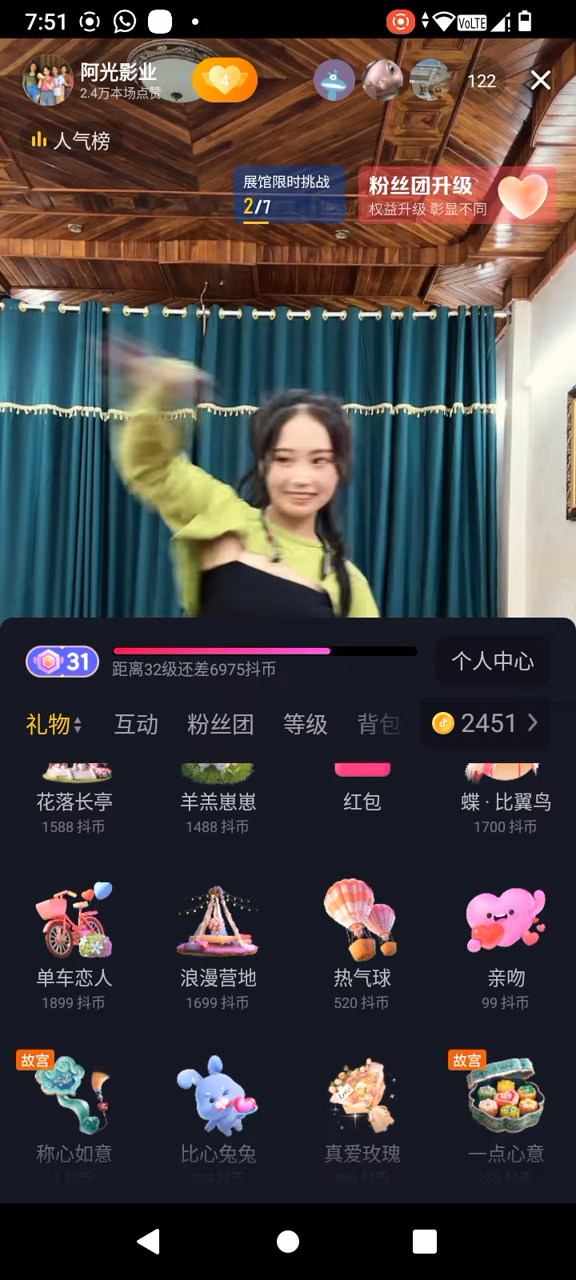 7:51
VoLTE
阿光影业
2.4万本场点赞
4
122
人气榜
展馆限时挑战
2/7
粉丝团升级
权益升级 彰显不同
31
距离32级还差6975抖币
个人中心
礼物 互动 粉丝团 等级 背包
2451
花落长亭 羊羔崽崽 红包 蝶·比翼鸟
1588 抖币 1488 抖币 1700 抖币
单车恋人 浪漫营地 热气球 亲吻
1899 抖币 1699 抖币 520 抖币 99 抖币
故宫 故宫
称心如意 比心兔兔 真爱玫瑰 一点心意